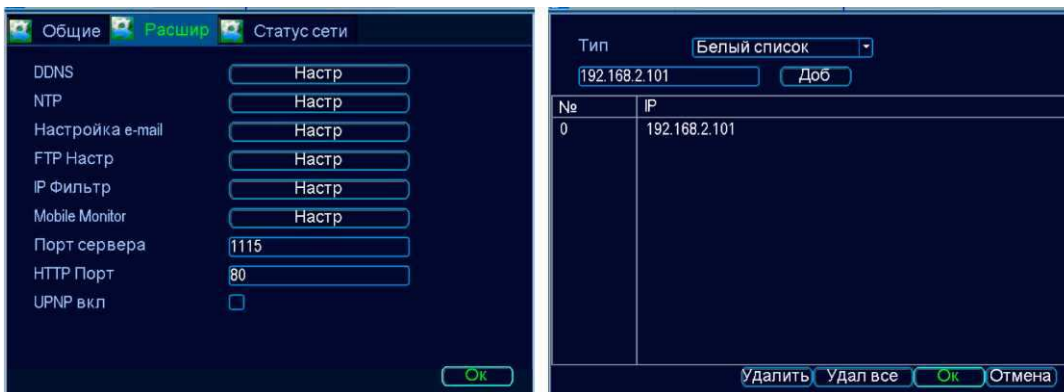 Общие Расшир Статус сети
DDNS Настр
NTP Настр
Настройка e-mail Настр
FTP Настр Настр
IP Фильтр Настр
Mobile Monitor Настр
Порт сервера 1115
HTTP Порт 80
UPNP вкл
Ок
Тип Белый список
192.168.2.101 Доб
№ IP
0 192.168.2.101
Удалить Удал все Ок Отмена